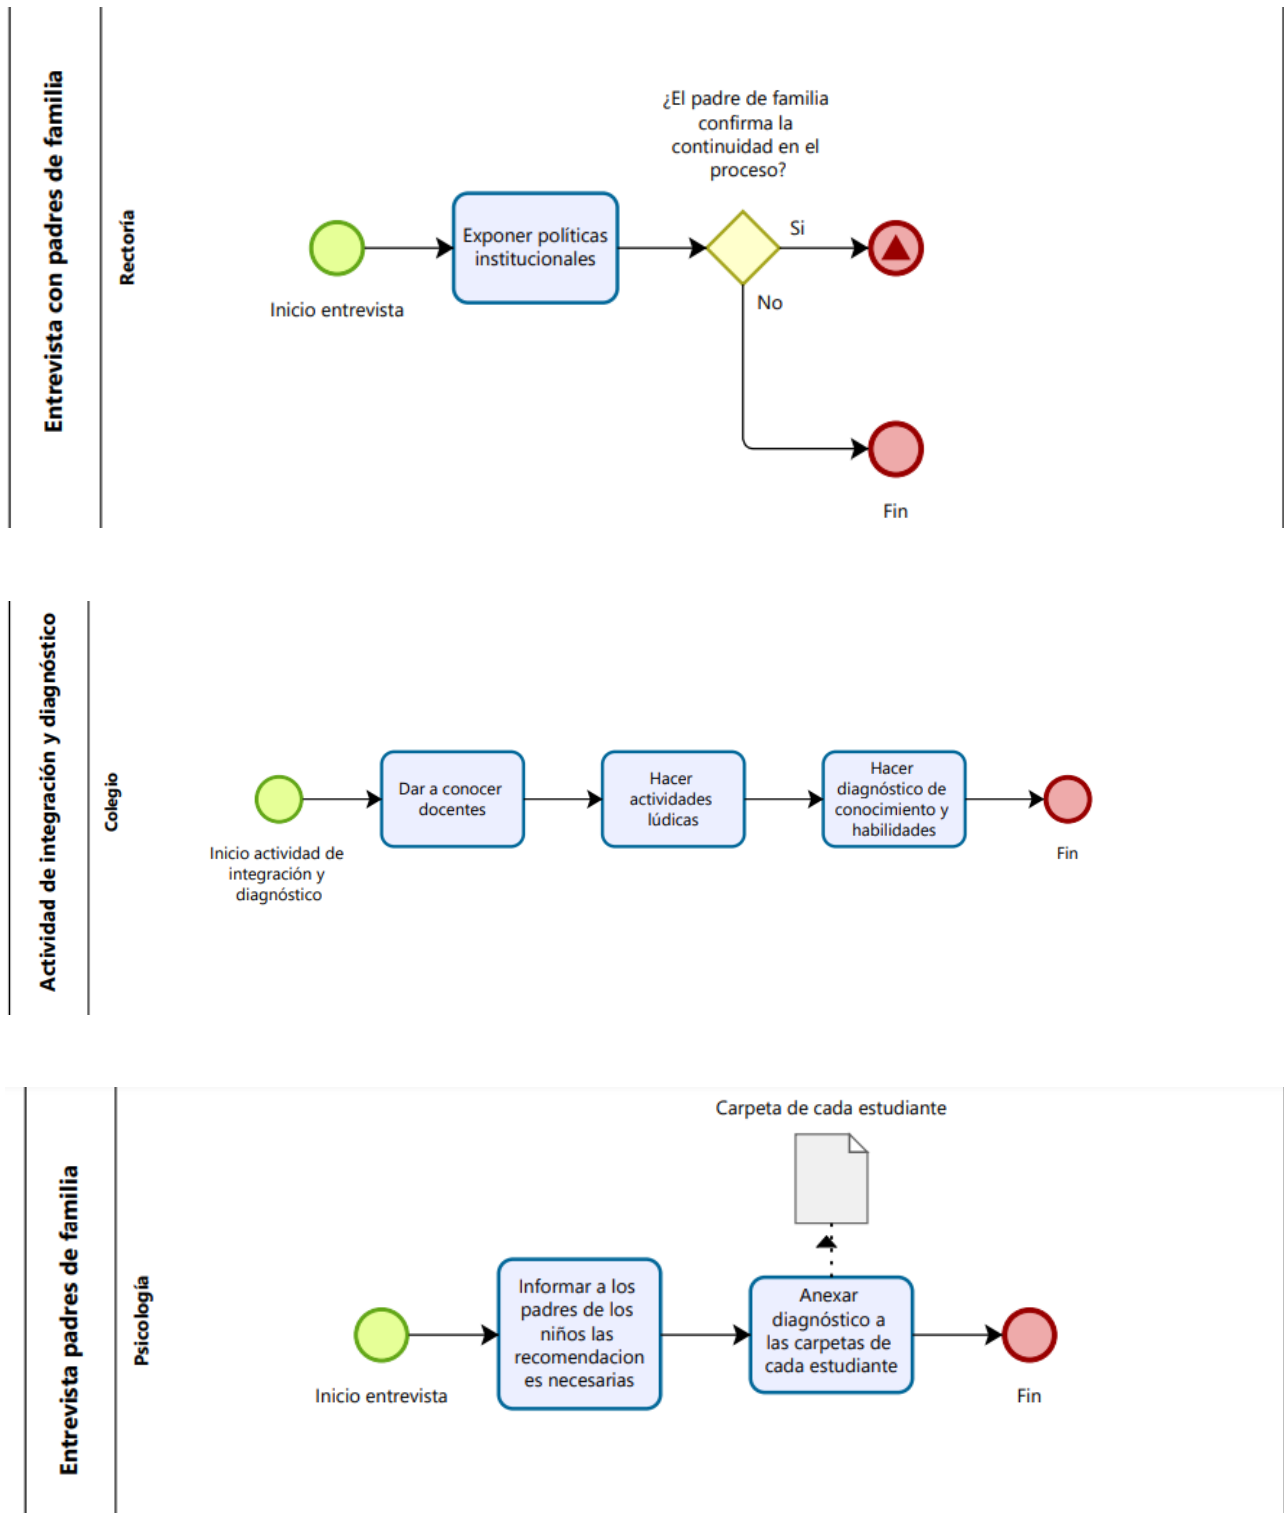 Entrevista con padres de familia
Rectoría
¿El padre de familia
confirma la
continuidad en el
proceso?
Exponer políticas
institucionales
Si
Inicio entrevista
No
Fin
Actividad de integración y diagnóstico
Colegio
Dar a conocer
docentes
Hacer
actividades
lúdicas
Hacer
diagnóstico de
conocimiento y
habilidades
Inicio actividad de
integración y
diagnóstico
Fin
Entrevista padres de familia
Psicología
Carpeta de cada estudiante
Informar a los
padres de los
niños las
recomendacion
es necesarias
Anexar
diagnóstico a
las carpetas de
cada estudiante
Inicio entrevista
Fin